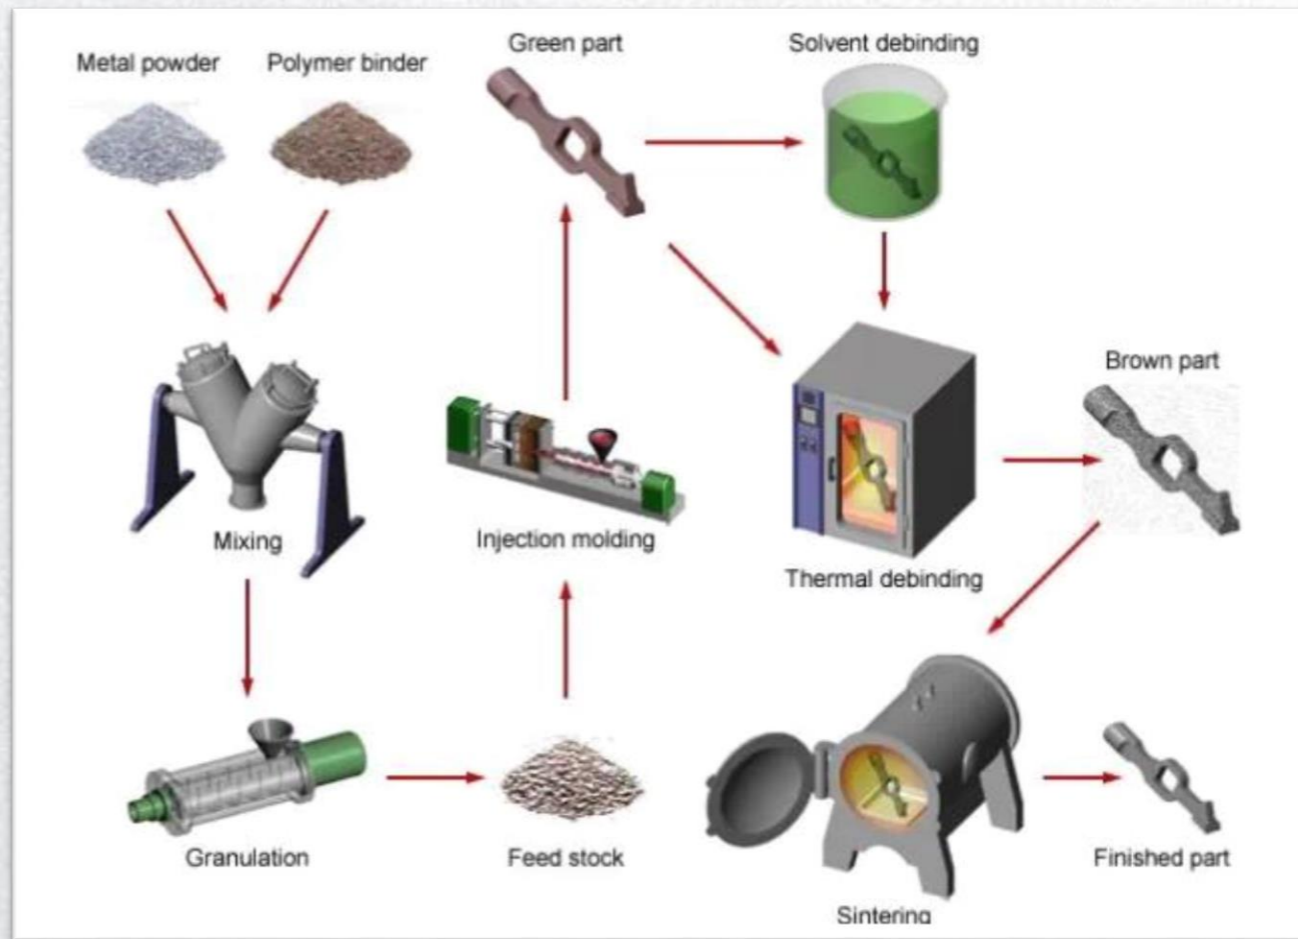 Metal powder
Polymer binder
Green part
Solvent debinding
Mixing
Injection molding
Thermal debinding
Brown part
Granulation
Feed stock
Sintering
Finished part